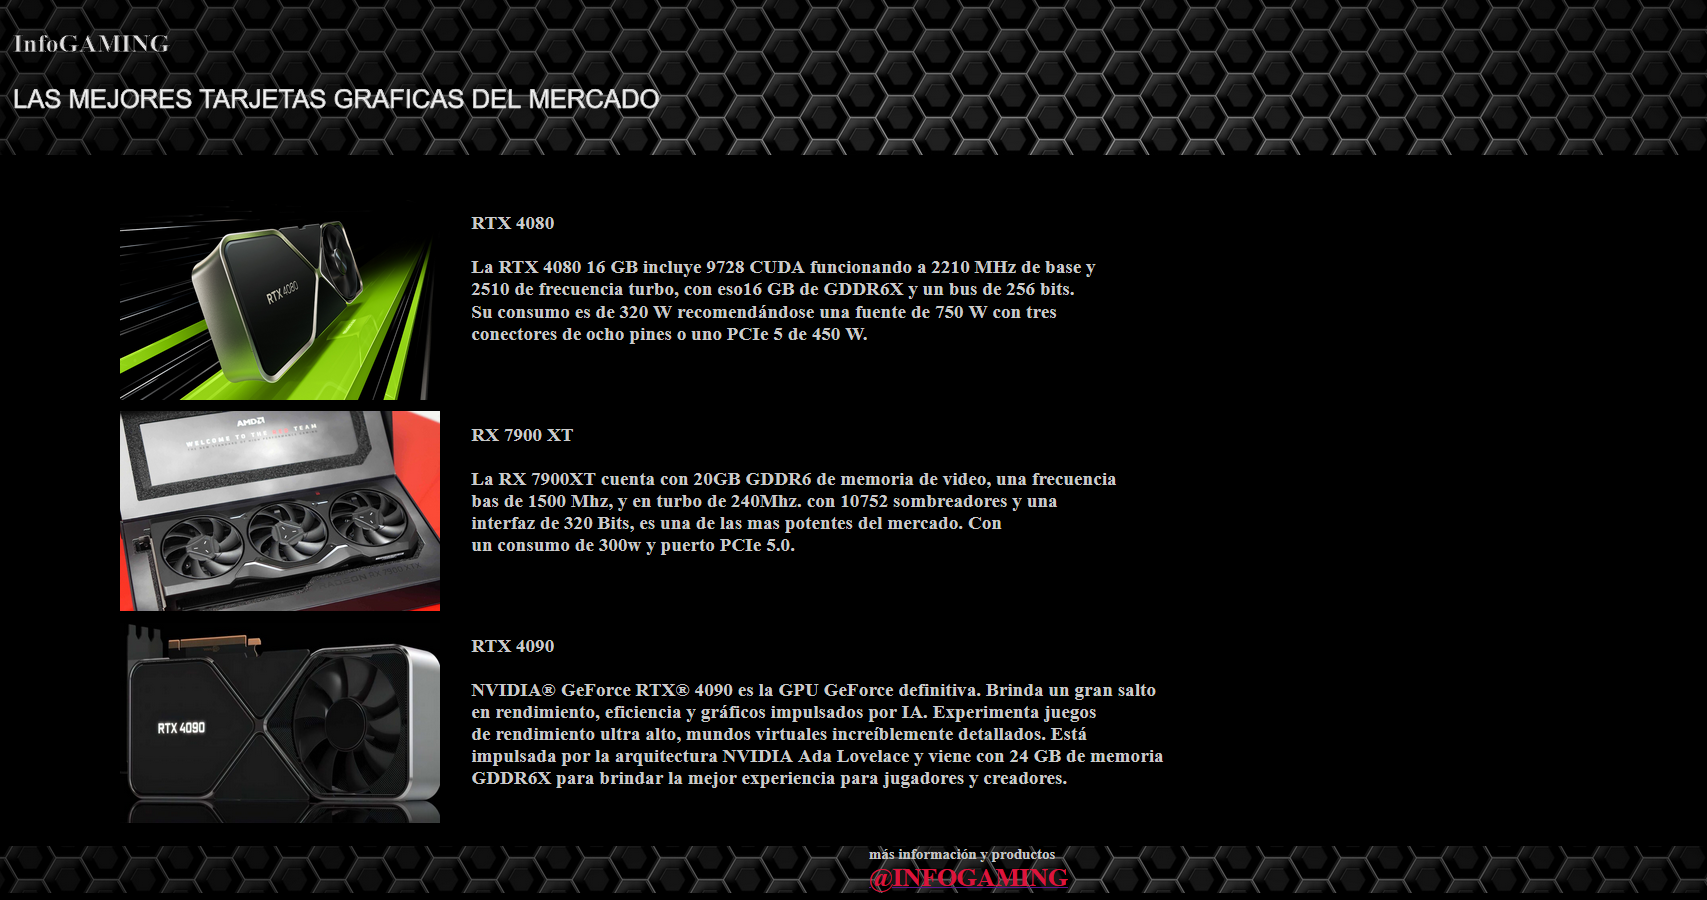 InfoGAMING
LAS MEJORES TARJETAS GRAFICAS DEL MERCADO
RTX 4080
RTX 4080
La RTX 4080 16 GB incluye 9728 CUDA funcionando a 2210 MHz de base y
2510 de frecuencia turbo, con eso16 GB de GDDR6X y un bus de 256 bits.
Su consumo es de 320 W recomendándose una fuente de 750 W con tres
conectores de ocho pines o uno PCIe 5 de 450 W.
AMD
WELCOME TO THE RED TEAM
RX 7900 XT
La RX 7900XT cuenta con 20GB GDDR6 de memoria de video, una frecuencia
bas de 1500 Mhz, y en turbo de 240Mhz. con 10752 sombreadores y una
interfaz de 320 Bits, es una de las mas potentes del mercado. Con
un consumo de 300w y puerto PCIe 5.0.
RTX 4090
RTX 4090
NVIDIA® GeForce RTX® 4090 es la GPU GeForce definitiva. Brinda un gran salto
en rendimiento, eficiencia y gráficos impulsados por IA. Experimenta juegos
de rendimiento ultra alto, mundos virtuales increíblemente detallados. Está
impulsada por la arquitectura NVIDIA Ada Lovelace y viene con 24 GB de memoria
GDDR6X para brindar la mejor experiencia para jugadores y creadores.
más información y productos
@INFOGAMING